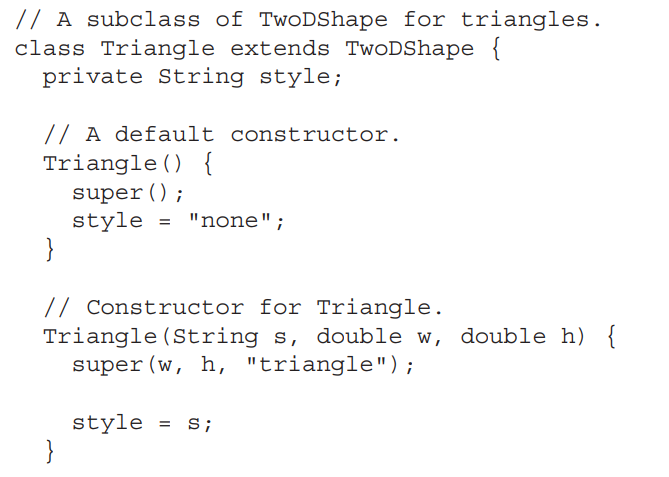 // A subclass of TwoDShape for triangles.
class Triangle extends TwoDShape {
  private String style;

  // A default constructor.
  Triangle() {
    super();
    style = "none";
  }

  // Constructor for Triangle.
  Triangle(String s, double w, double h) {
    super(w, h, "triangle");

    style = s;
  }